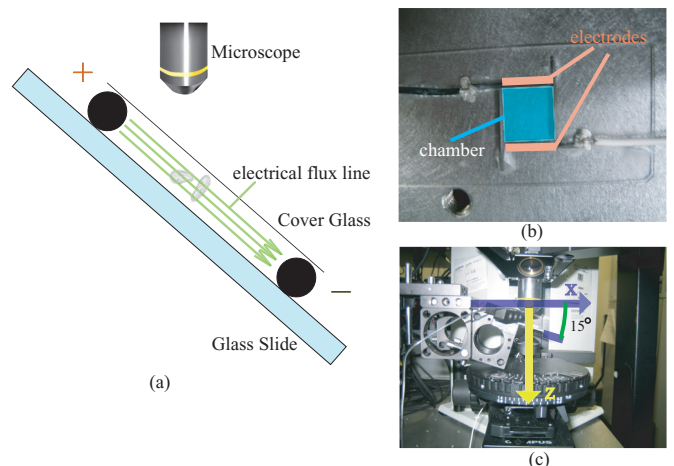 +
Microscope
electrical flux line
Cover Glass
−
Glass Slide
(a)
electrodes
chamber
(b)
X
15°
Z
(c)